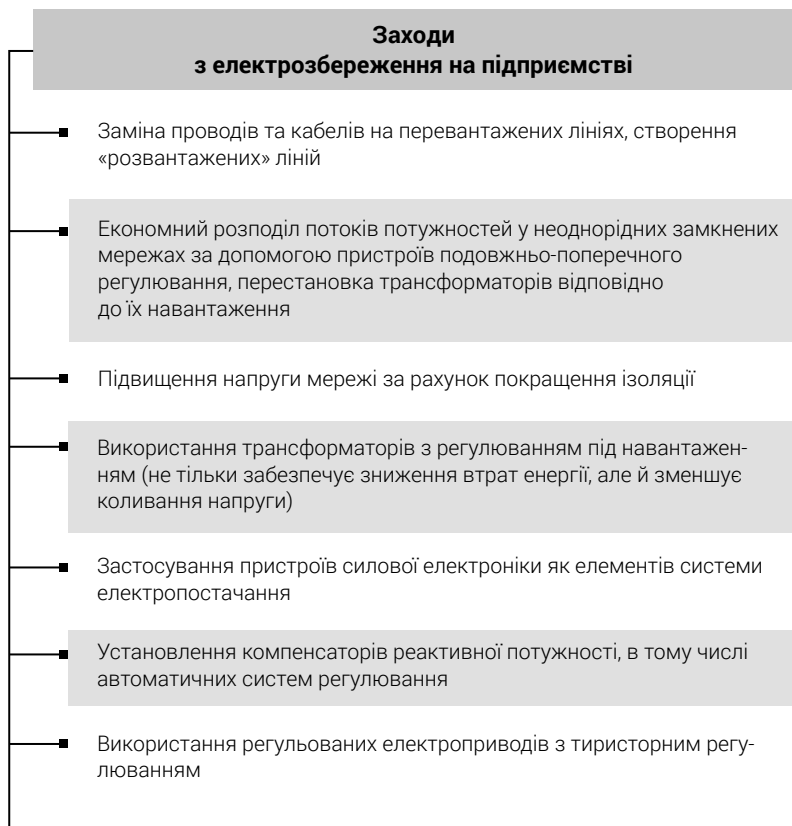 Заходи
з електрозбереження на підприємстві
Заміна проводів та кабелів на перевантажених лініях, створення
«розвантажених» ліній
Економний розподіл потоків потужностей у неоднорідних замкнених
мережах за допомогою пристроїв подовжньо-поперечного
регулювання, перестановка трансформаторів відповідно
до їх навантаження
Підвищення напруги мережі за рахунок покращення ізоляції
Використання трансформаторів з регулюванням під навантажен-
ням (не тільки забезпечує зниження втрат енергії, але й зменшує
коливання напруги)
Застосування пристроїв силової електроніки як елементів системи
електропостачання
Установлення компенсаторів реактивної потужності, в тому числі
автоматичних систем регулювання
Використання регульованих електроприводів з тиристорним регу-
люванням